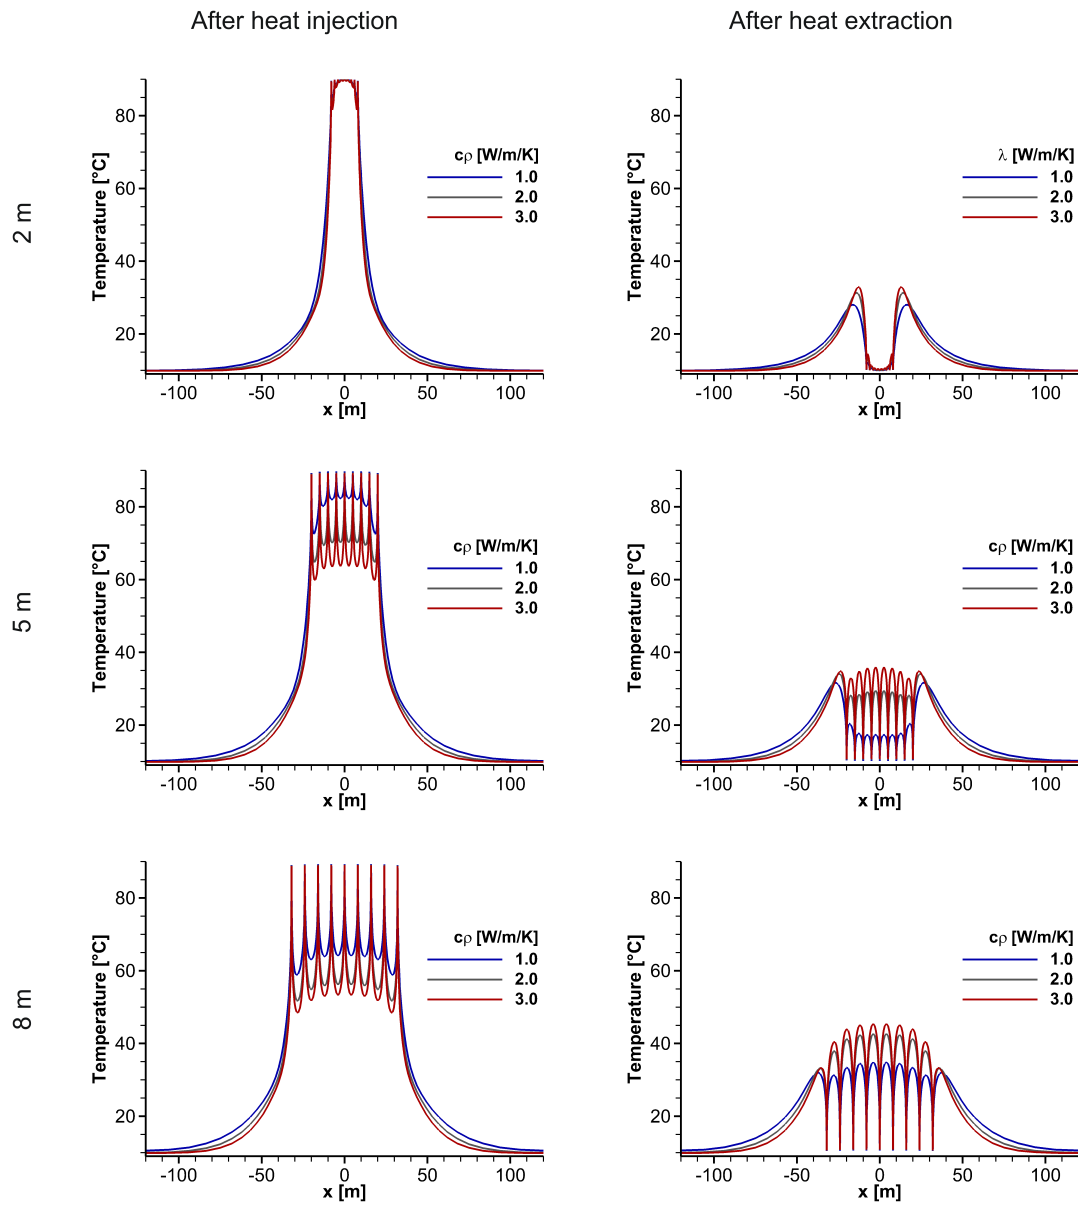 After heat injection
After heat extraction
2 m
Temperature [°C]
80
60
40
20
-100 -50 0 50 100
x [m]
cρ [W/m/K]
1.0
2.0
3.0
Temperature [°C]
80
60
40
20
-100 -50 0 50 100
x [m]
λ [W/m/K]
1.0
2.0
3.0
5 m
Temperature [°C]
80
60
40
20
-100 -50 0 50 100
x [m]
cρ [W/m/K]
1.0
2.0
3.0
Temperature [°C]
80
60
40
20
-100 -50 0 50 100
x [m]
cρ [W/m/K]
1.0
2.0
3.0
8 m
Temperature [°C]
80
60
40
20
-100 -50 0 50 100
x [m]
cρ [W/m/K]
1.0
2.0
3.0
Temperature [°C]
80
60
40
20
-100 -50 0 50 100
x [m]
cρ [W/m/K]
1.0
2.0
3.0